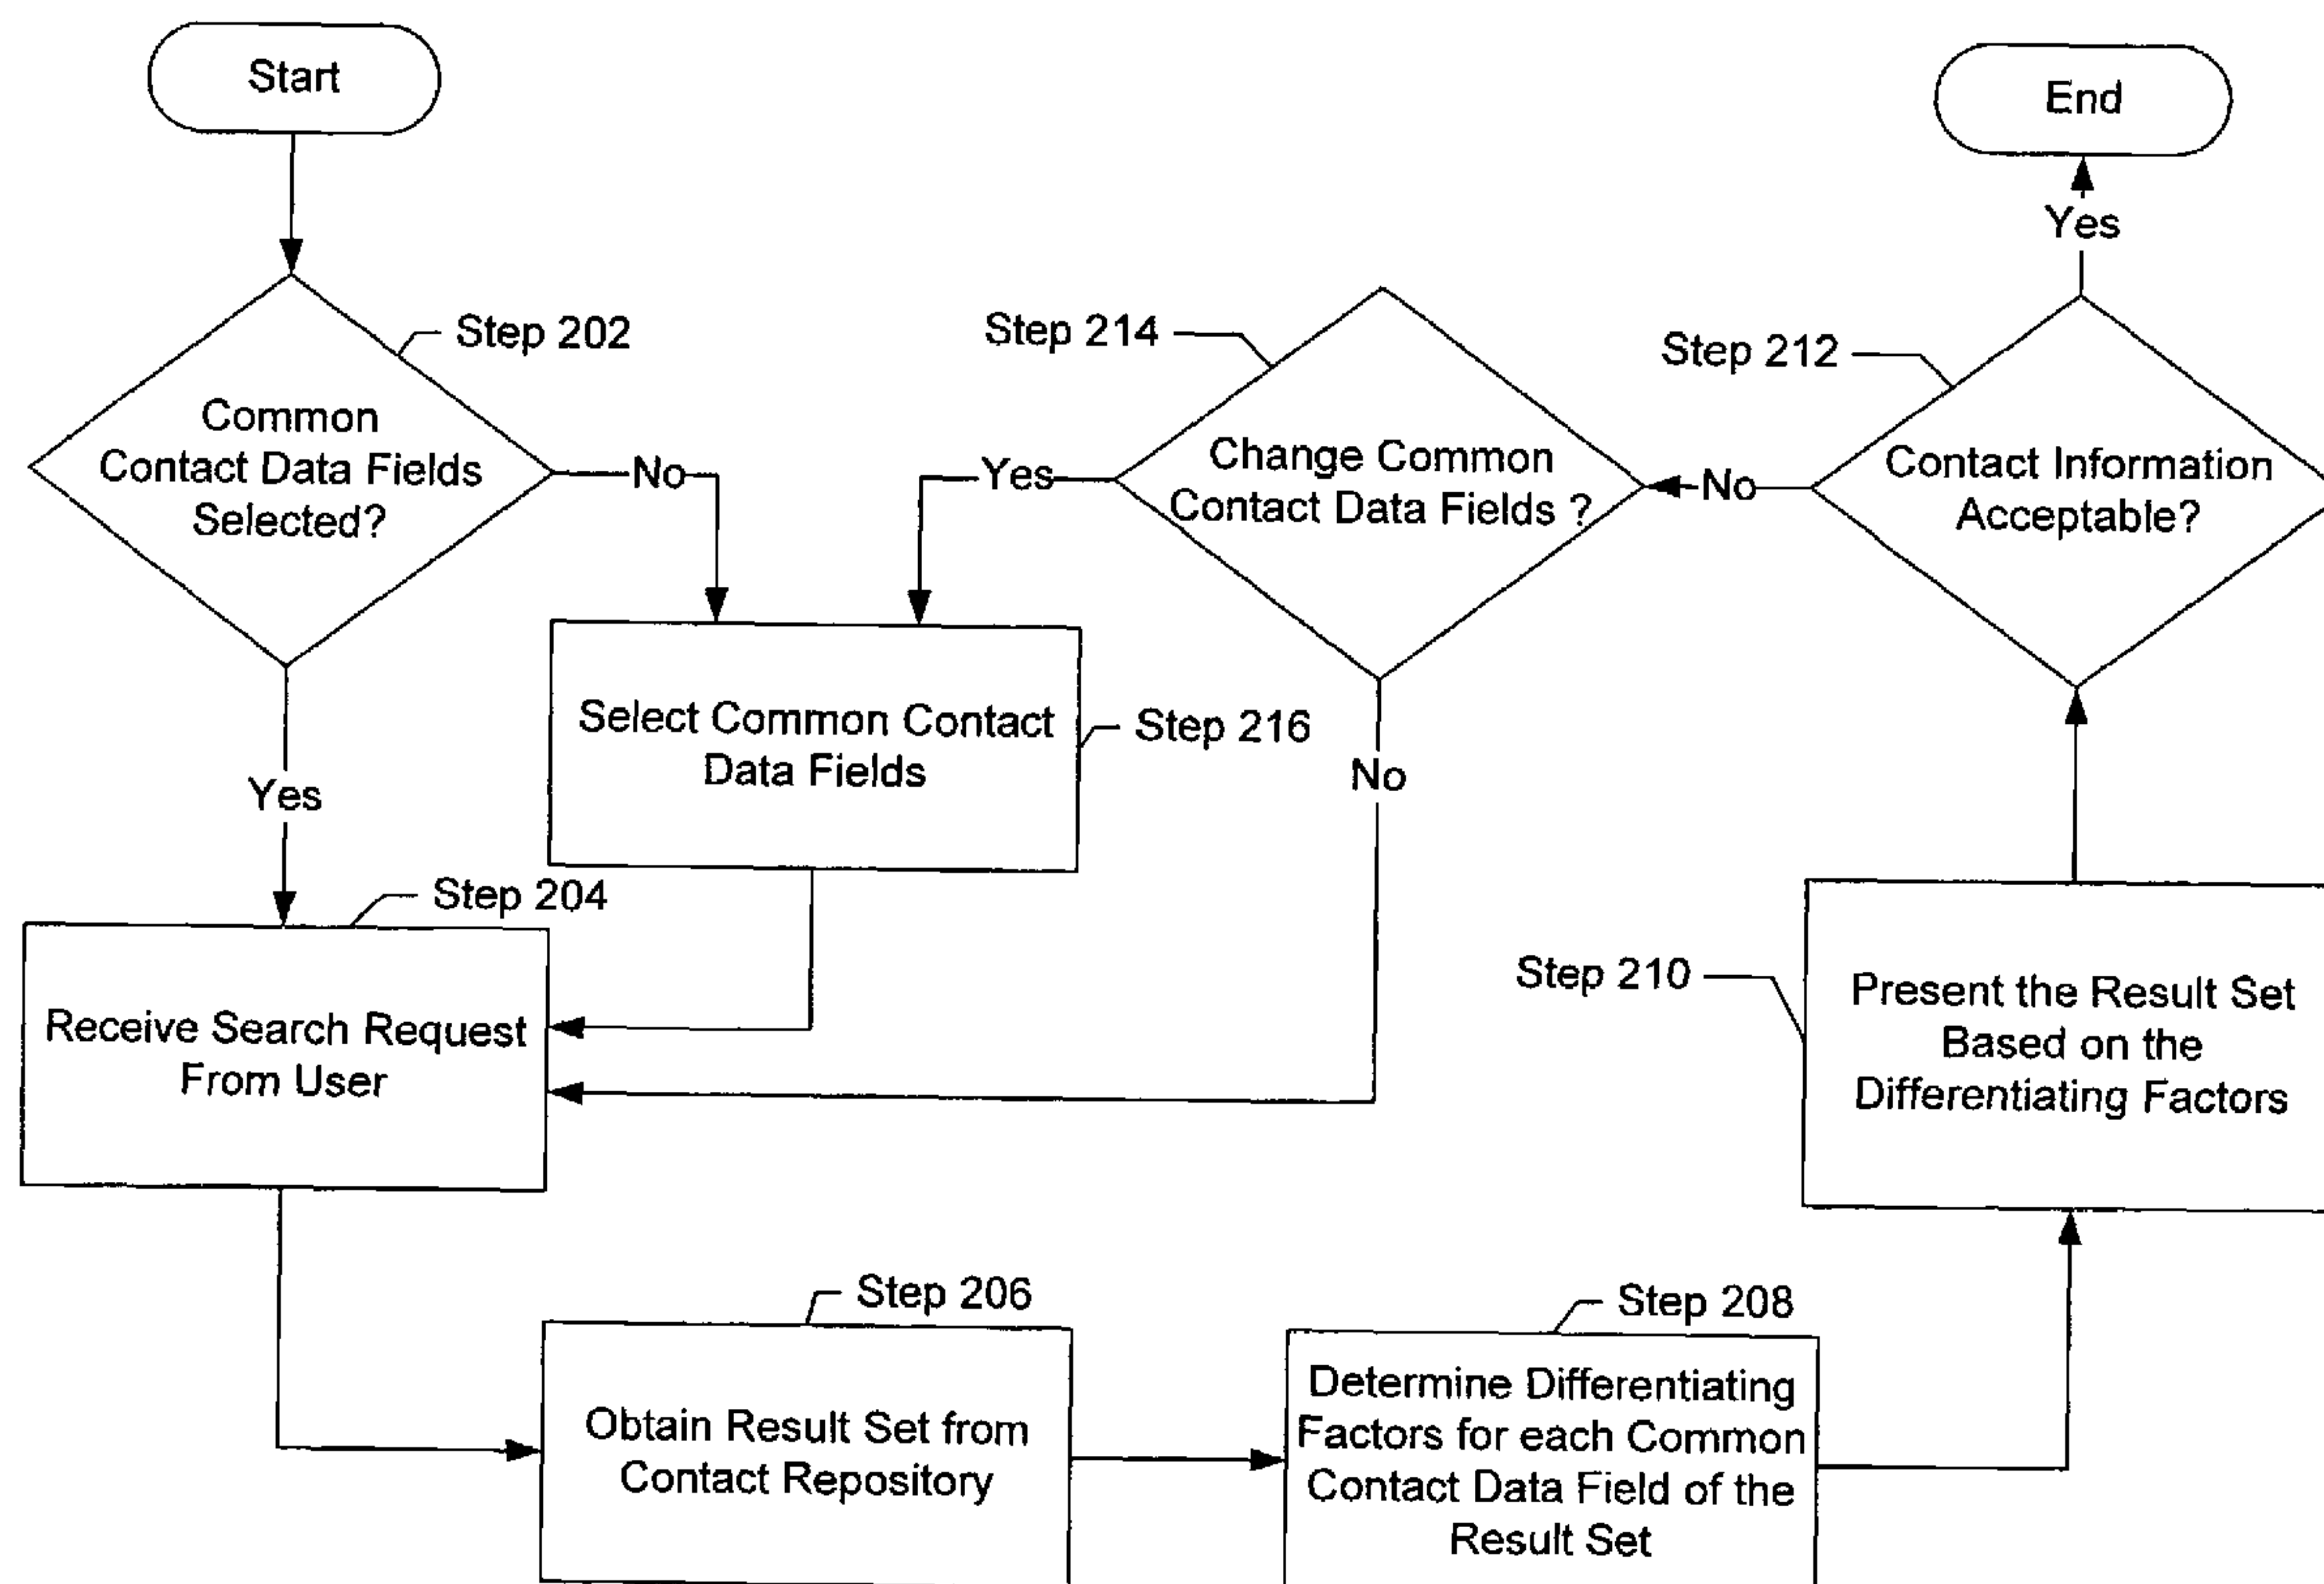 Start
End
Yes
Step 202
Step 214
Step 212
Common
Contact Data Fields
Selected?
No
Yes
Change Common
Contact Data Fields ?
No
Contact Information
Acceptable?
Select Common Contact
Data Fields
Step 216
No
Yes
Step 204
Receive Search Request
From User
Step 210
Present the Result Set
Based on the
Differentiating Factors
Step 206
Step 208
Obtain Result Set from
Contact Repository
Determine Differentiating
Factors for each Common
Contact Data Field of the
Result Set